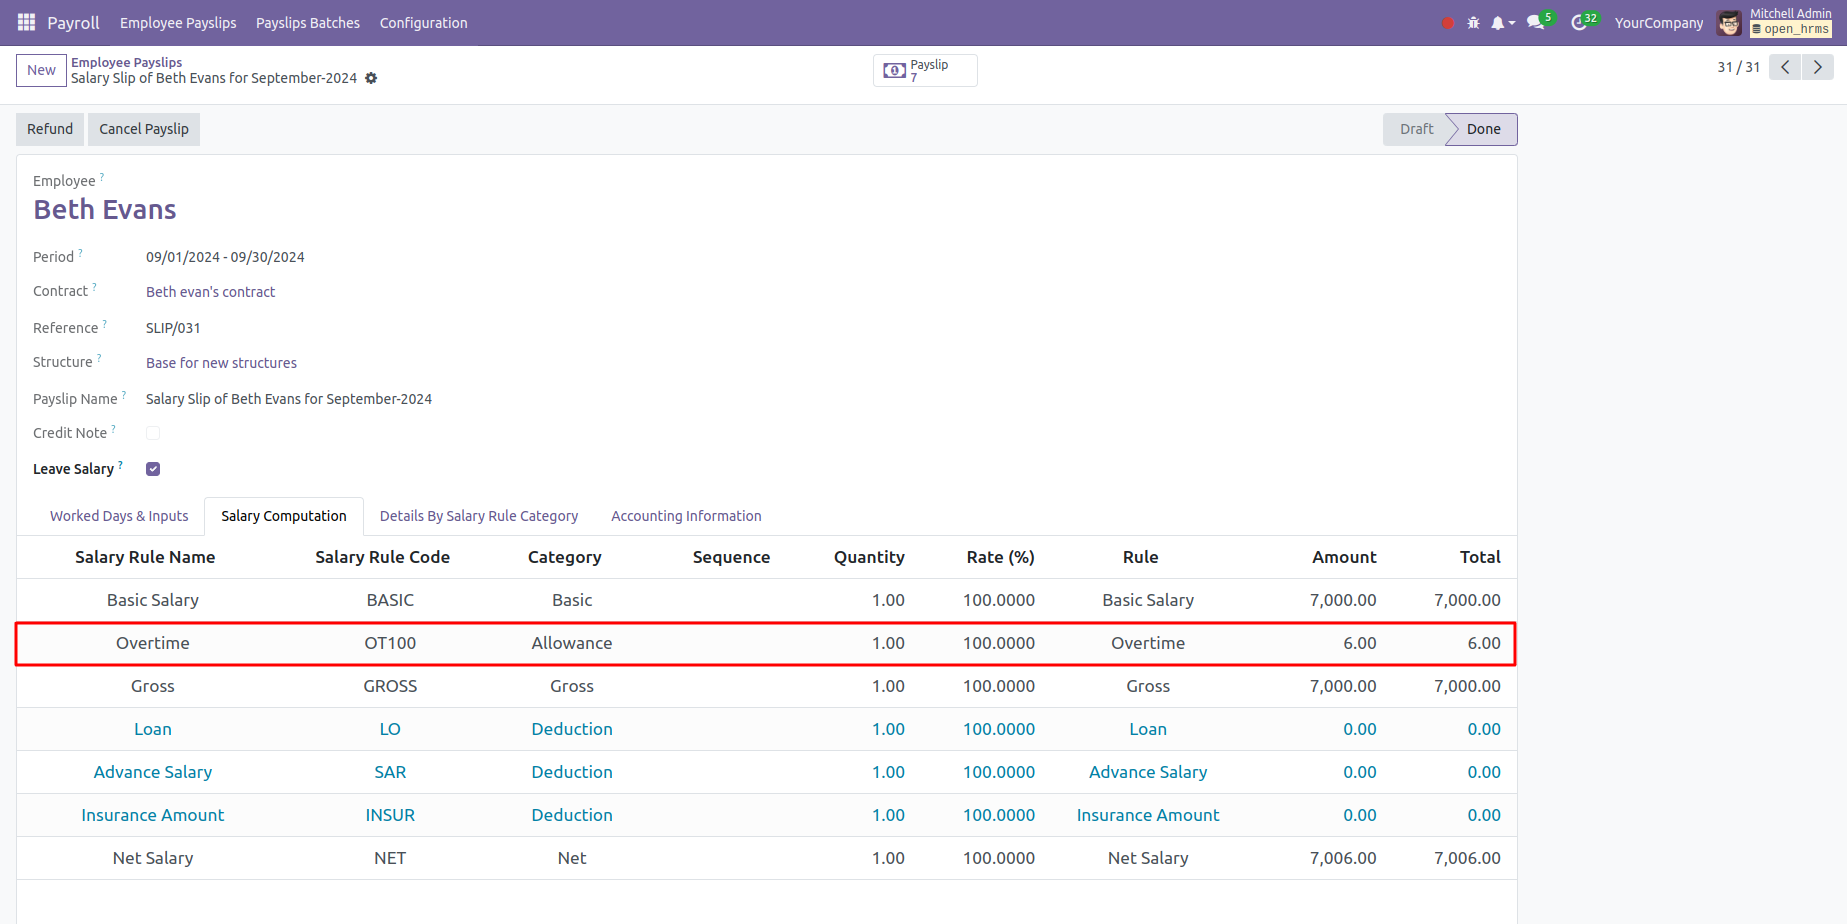 Payroll Employee Payslips Payslips Batches Configuration 5 32 YourCompany Mitchell Admin
open_hrms
New Employee Payslips
Salary Slip of Beth Evans for September-2024
Payslip
7
31 / 31
Refund Cancel Payslip Draft Done
Employee ?
Beth Evans
Period ? 09/01/2024 - 09/30/2024
Contract ? Beth evan's contract
Reference ? SLIP/031
Structure ? Base for new structures
Payslip Name ? Salary Slip of Beth Evans for September-2024
Credit Note ?
Leave Salary ?
Worked Days & Inputs Salary Computation Details By Salary Rule Category Accounting Information
Salary Rule Name Salary Rule Code Category Sequence Quantity Rate (%) Rule Amount Total
Basic Salary BASIC Basic 1.00 100.0000 Basic Salary 7,000.00 7,000.00
Overtime OT100 Allowance 1.00 100.0000 Overtime 6.00 6.00
Gross GROSS Gross 1.00 100.0000 Gross 7,000.00 7,000.00
Loan LO Deduction 1.00 100.0000 Loan 0.00 0.00
Advance Salary SAR Deduction 1.00 100.0000 Advance Salary 0.00 0.00
Insurance Amount INSUR Deduction 1.00 100.0000 Insurance Amount 0.00 0.00
Net Salary NET Net 1.00 100.0000 Net Salary 7,006.00 7,006.00